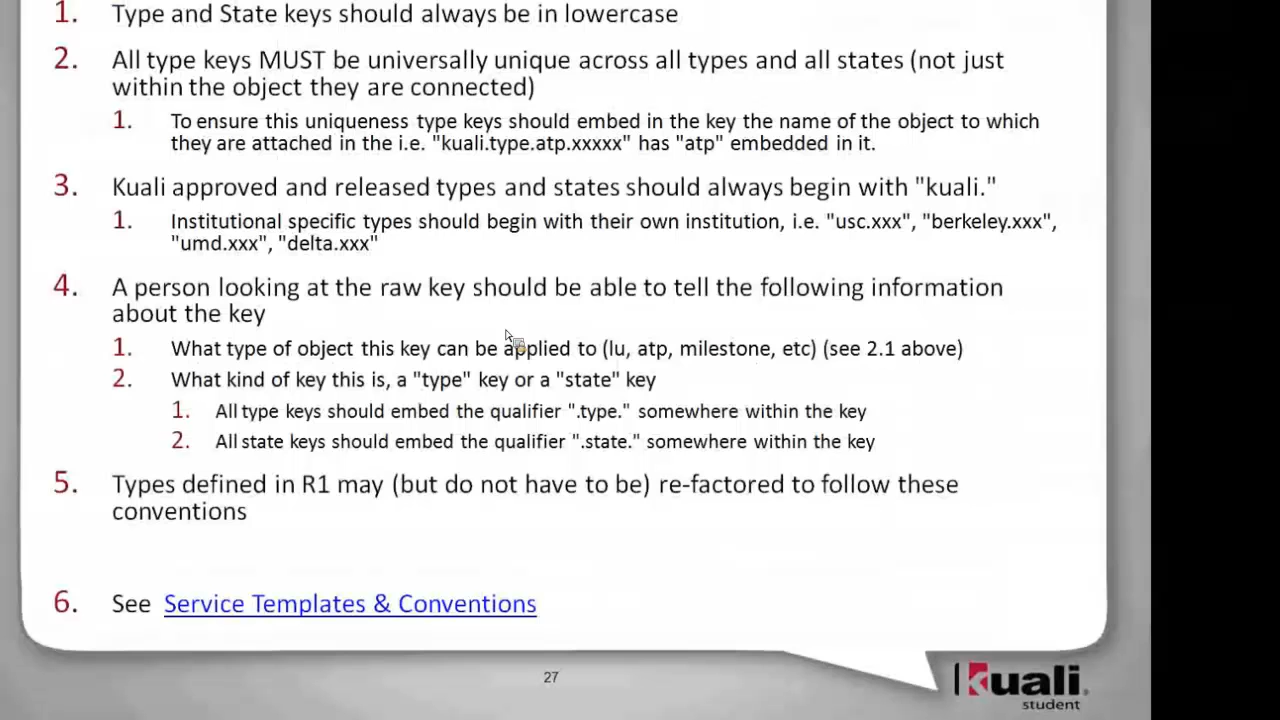 1. Type and State keys should always be in lowercase
2. All type keys MUST be universally unique across all types and all states (not just
within the object they are connected)
1. To ensure this uniqueness type keys should embed in the key the name of the object to which
they are attached in the i.e. "kuali.type.atp.xxxxx" has "atp" embedded in it.
3. Kuali approved and released types and states should always begin with "kuali."
1. Institutional specific types should begin with their own institution, i.e. "usc.xxx", "berkeley.xxx",
"umd.xxx", "delta.xxx"
4. A person looking at the raw key should be able to tell the following information
about the key
1. What type of object this key can be applied to (lu, atp, milestone, etc) (see 2.1 above)
2. What kind of key this is, a "type" key or a "state" key
1. All type keys should embed the qualifier ".type." somewhere within the key
2. All state keys should embed the qualifier ".state." somewhere within the key
5. Types defined in R1 may (but do not have to be) re-factored to follow these
conventions
6. See Service Templates & Conventions
27
kuali
student